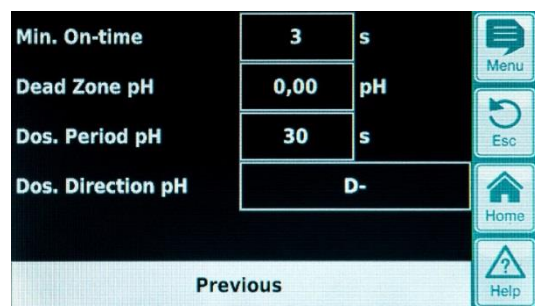 Min. On-time 3 s
Menu
Dead Zone pH 0,00 pH
Dos. Period pH 30 s
Esc
Dos. Direction pH D-
Home
Previous
Help